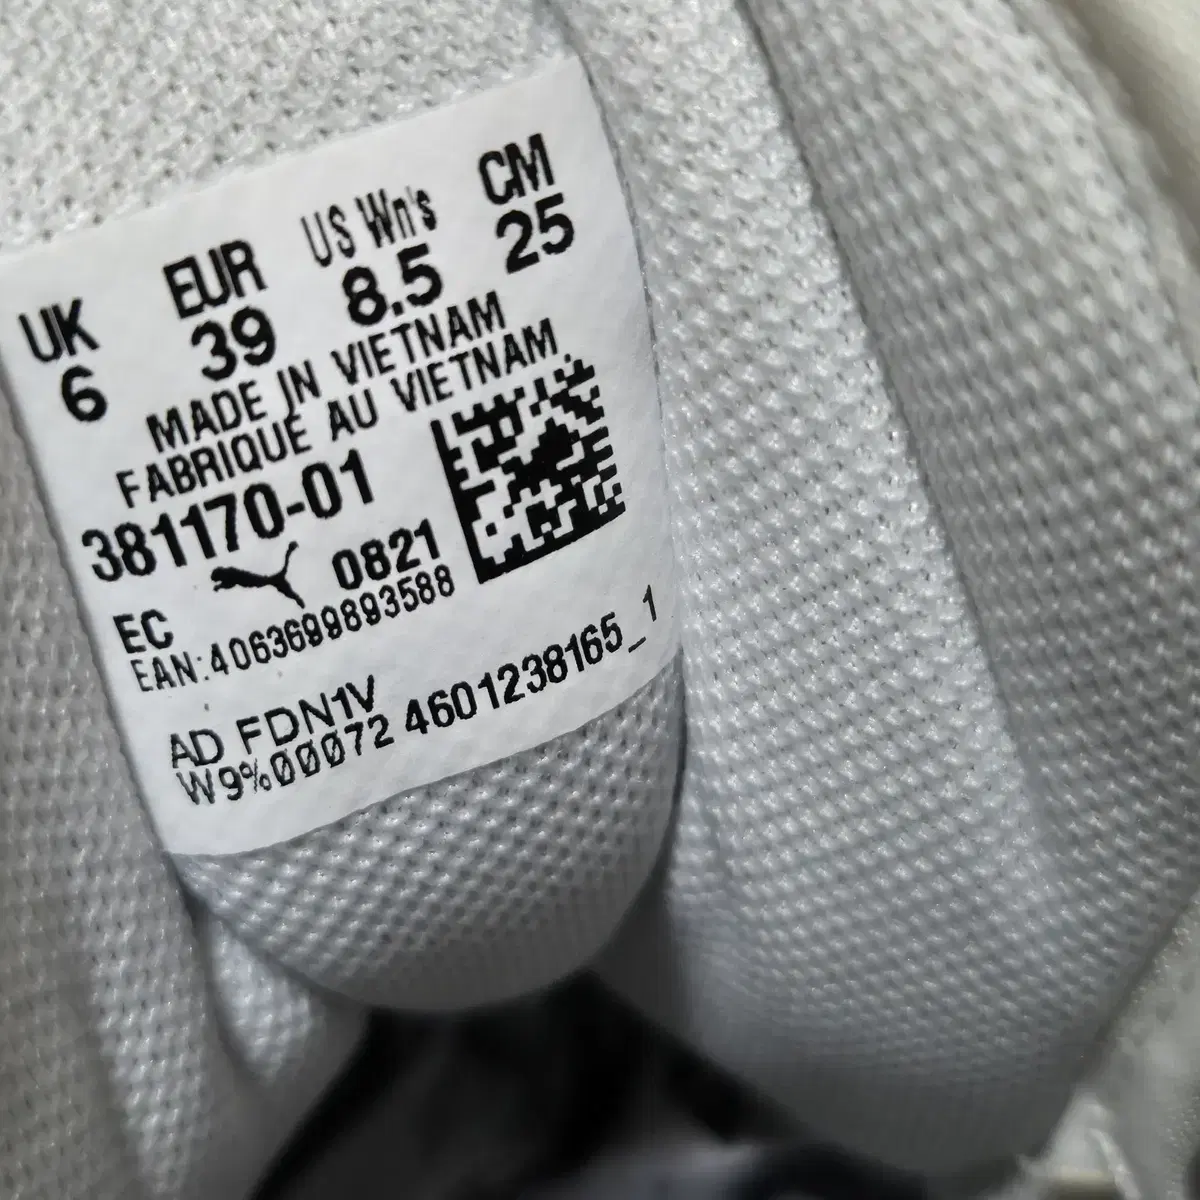 UK EUR US Wn's CM
6 39 8.5 25
MADE IN VIETNAM
FABRIQUÉ AU VIETNAM
381170-01
0821
EC
EAN:4063699893588
AD FDN1V
W9%00072 4601238165_1